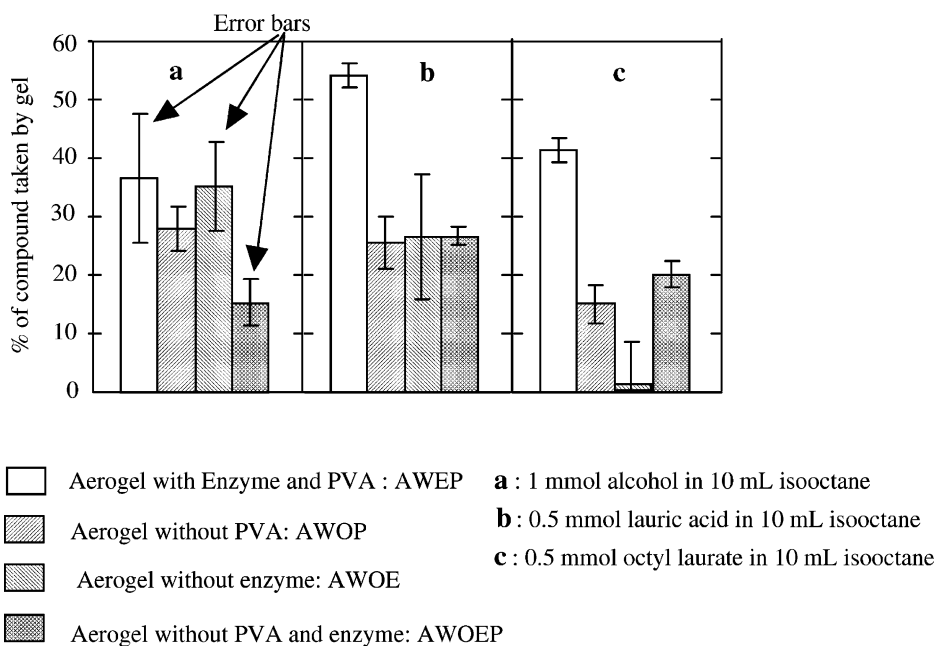 Error bars
60
50
40
30
20
10
0
% of compound taken by gel
a
b
c
Aerogel with Enzyme and PVA : AWEP
Aerogel without PVA: AWOP
Aerogel without enzyme: AWOE
Aerogel without PVA and enzyme: AWOEP
a : 1 mmol alcohol in 10 mL isooctane
b : 0.5 mmol lauric acid in 10 mL isooctane
c : 0.5 mmol octyl laurate in 10 mL isooctane